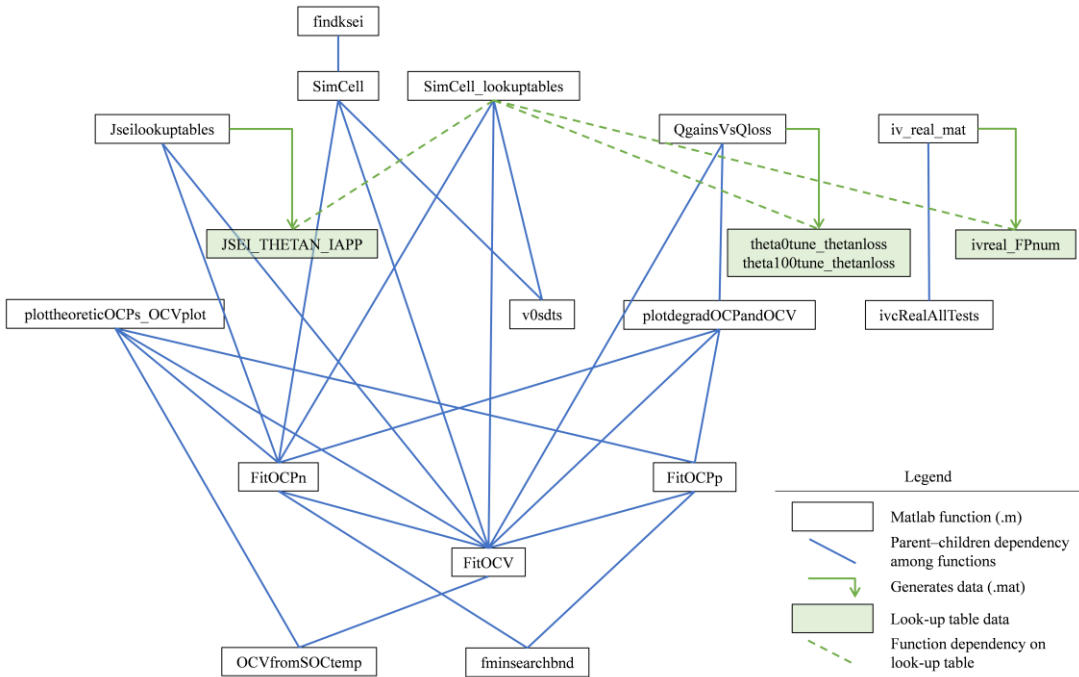 findksei
SimCell
SimCell_lookuptables
Jseilookuptables
QgainsVsQloss
iv_real_mat
JSEI_THETAN_IAPP
theta0tune_thetanloss
theta100tune_thetanloss
ivreal_FPnum
plottheoreticOCPs_OCVplot
v0sdts
plotdegradOCPandOCV
ivcRealAllTests
FitOCPn
FitOCPp
FitOCV
OCVfromSOCtemp
fminsearchbnd
Legend
Matlab function (.m)
Parent–children dependency
among functions
Generates data (.mat)
Look-up table data
Function dependency on
look-up table